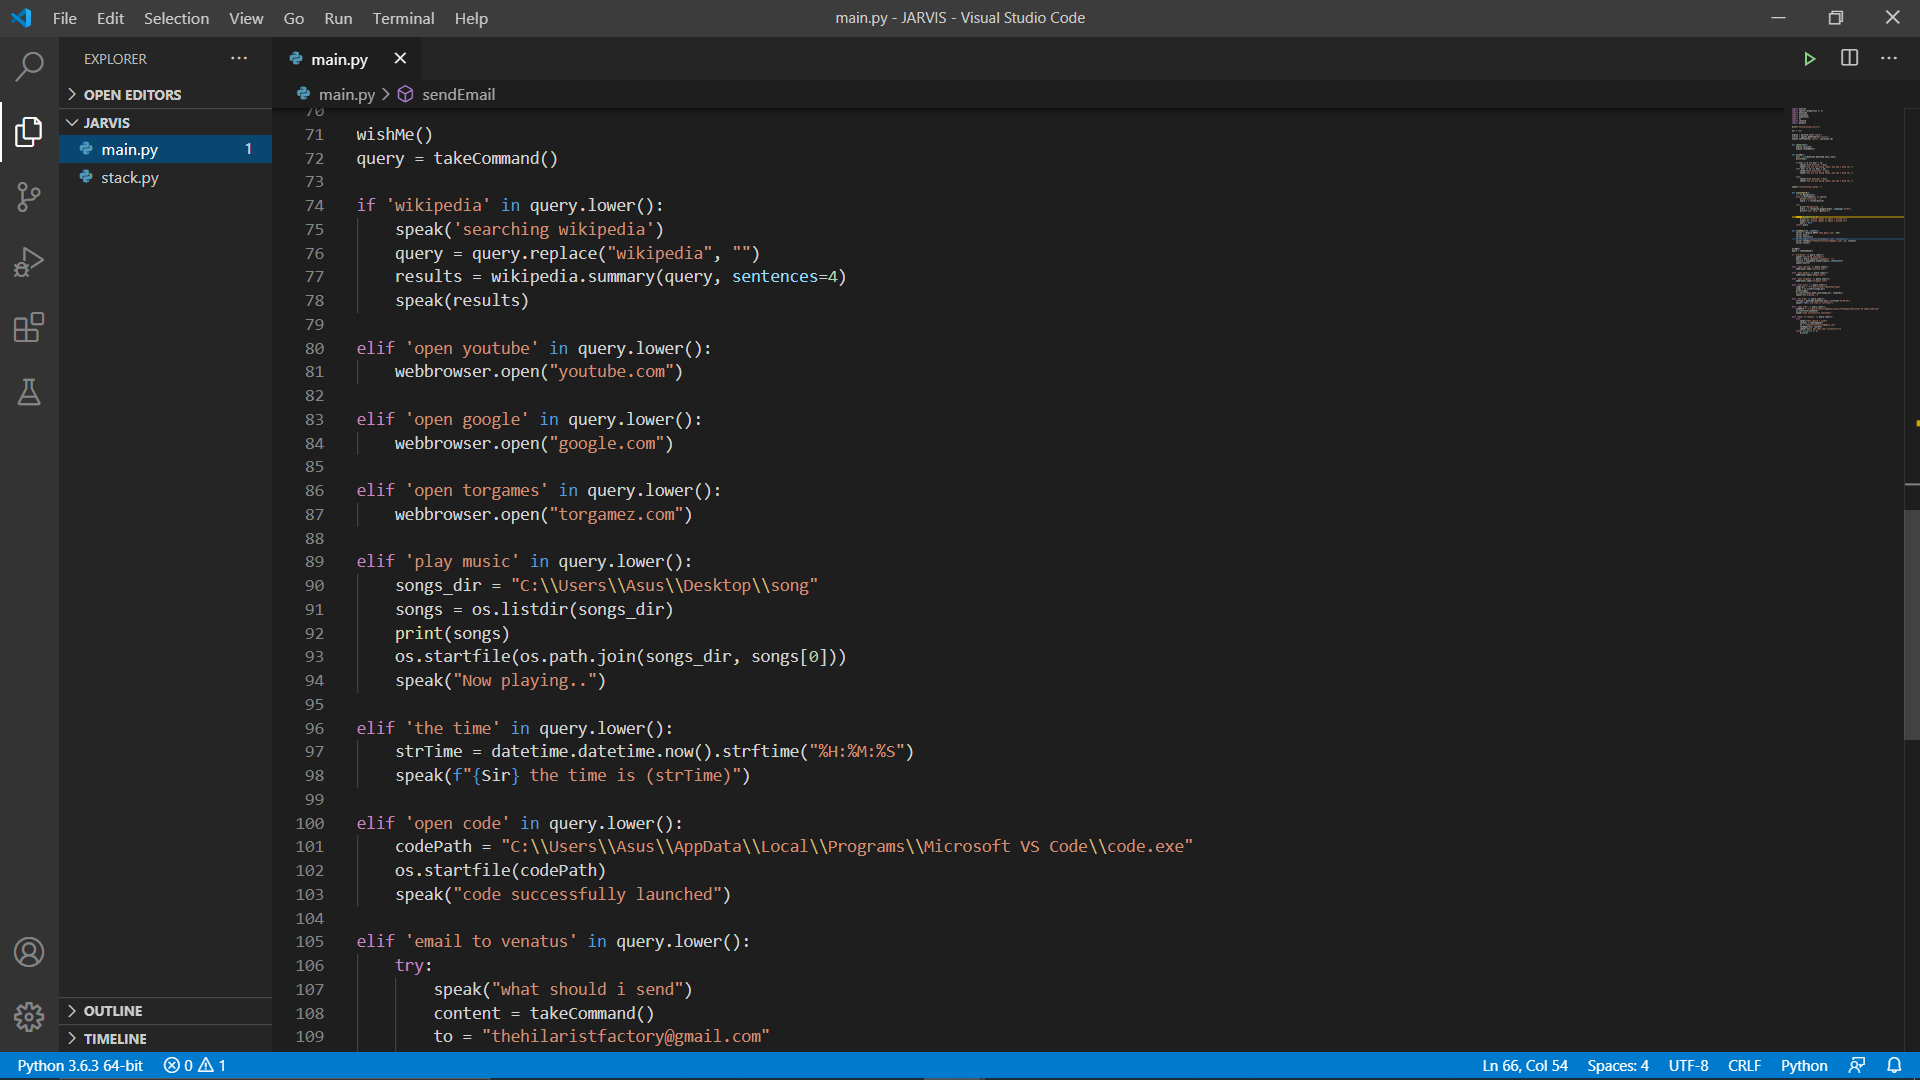 File Edit Selection View Go Run Terminal Help
main.py - JARVIS - Visual Studio Code
EXPLORER
OPEN EDITORS
JARVIS
main.py 1
stack.py
OUTLINE
TIMELINE
main.py
main.py > sendEmail
70
71 wishMe()
72 query = takeCommand()
73
74 if 'wikipedia' in query.lower():
75     speak('searching wikipedia')
76     query = query.replace("wikipedia", "")
77     results = wikipedia.summary(query, sentences=4)
78     speak(results)
79
80 elif 'open youtube' in query.lower():
81     webbrowser.open("youtube.com")
82
83 elif 'open google' in query.lower():
84     webbrowser.open("google.com")
85
86 elif 'open torgames' in query.lower():
87     webbrowser.open("torgamez.com")
88
89 elif 'play music' in query.lower():
90     songs_dir = "C:\\Users\\Asus\\Desktop\\song"
91     songs = os.listdir(songs_dir)
92     print(songs)
93     os.startfile(os.path.join(songs_dir, songs[0]))
94     speak("Now playing..")
95
96 elif 'the time' in query.lower():
97     strTime = datetime.datetime.now().strftime("%H:%M:%S")
98     speak(f"{Sir} the time is (strTime)")
99
100 elif 'open code' in query.lower():
101     codePath = "C:\\Users\\Asus\\AppData\\Local\\Programs\\Microsoft VS Code\\code.exe"
102     os.startfile(codePath)
103     speak("code successfully launched")
104
105 elif 'email to venatus' in query.lower():
106     try:
107         speak("what should i send")
108         content = takeCommand()
109         to = "thehilaristfactory@gmail.com"
Python 3.6.3 64-bit 0 1
Ln 66, Col 54 Spaces: 4 UTF-8 CRLF Python